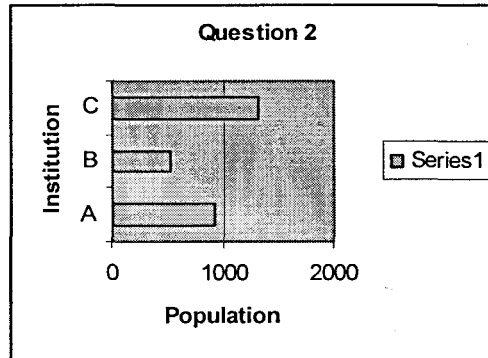 Question 2
Institution
C
B
A
0 1000 2000
Population
Series1